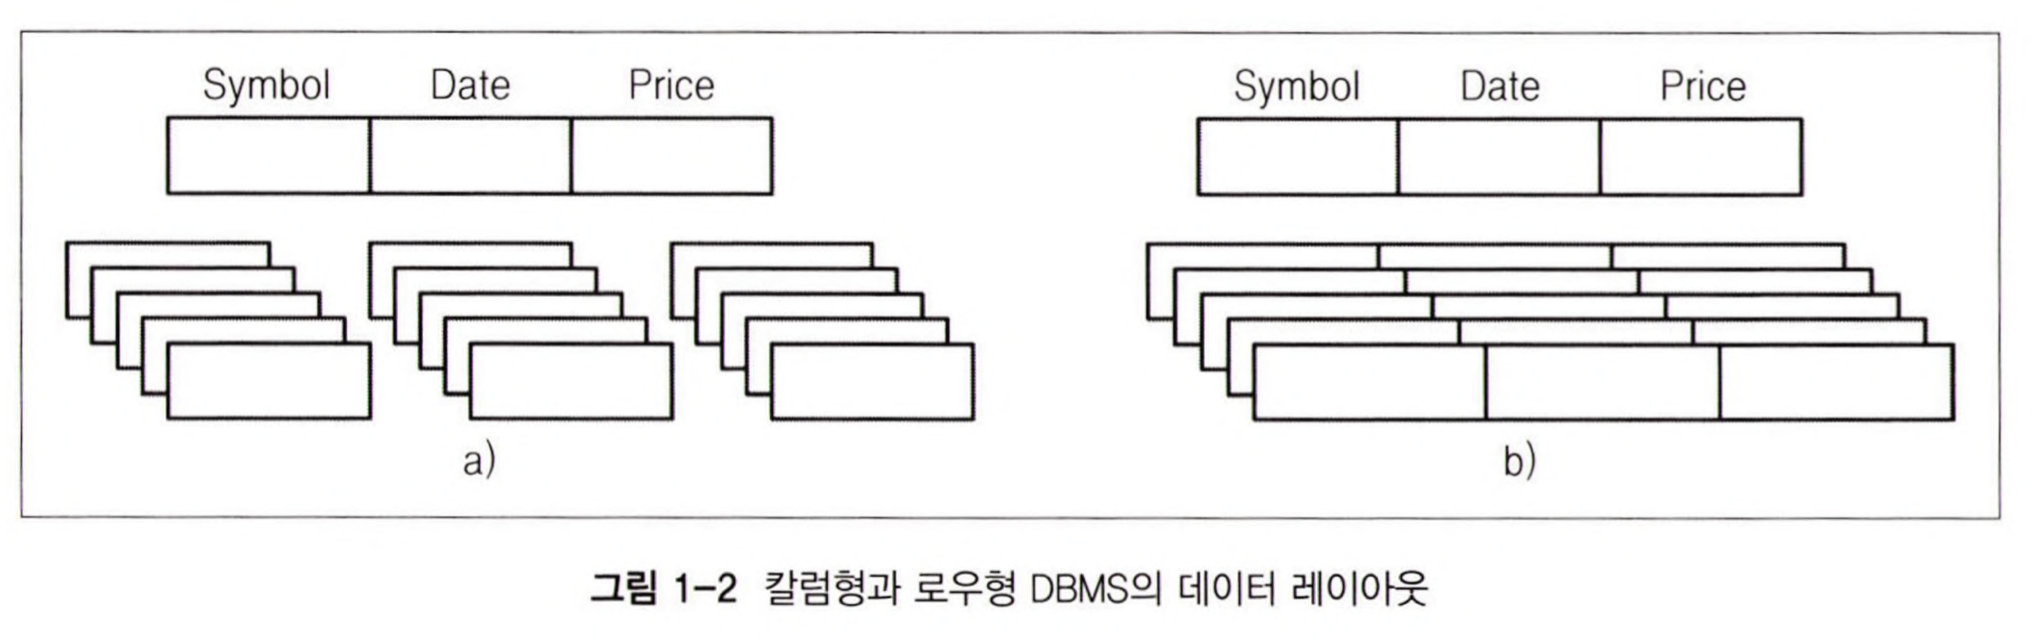 Symbol Date Price
Symbol Date Price
a)
b)
그림 1-2 칼럼형과 로우형 DBMS의 데이터 레이아웃